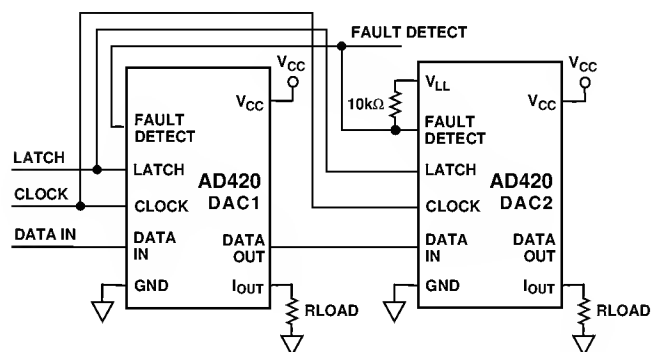 FAULT DETECT
VCC
VCC
VLL
10kΩ
VCC
VCC
FAULT
DETECT
FAULT
DETECT
LATCH
LATCH
LATCH
AD420
DAC1
AD420
DAC2
CLOCK
CLOCK
CLOCK
DATA IN
DATA
IN
DATA
OUT
DATA
IN
DATA
OUT
GND
IOUT
RLOAD
GND
IOUT
RLOAD